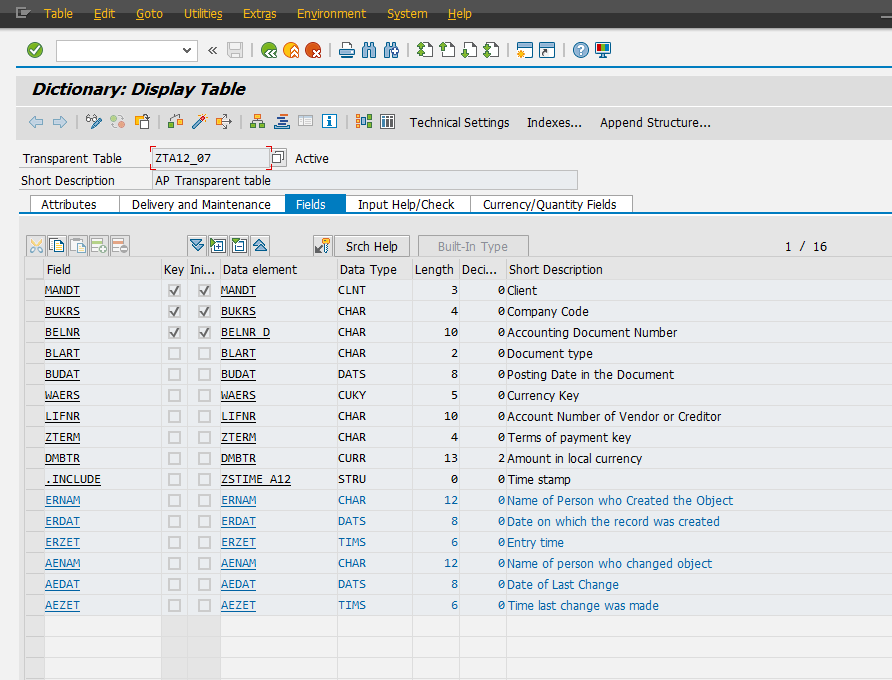 Table Edit Goto Utilities Extras Environment System Help
Dictionary: Display Table
Technical Settings Indexes... Append Structure...
Transparent Table ZTA12_07 Active
Short Description AP Transparent table
Attributes Delivery and Maintenance Fields Input Help/Check Currency/Quantity Fields
Srch Help Built-In Type 1 / 16
Field Key Ini... Data element Data Type Length Deci... Short Description
MANDT MANDT CLNT 3 0 Client
BUKRS BUKRS CHAR 4 0 Company Code
BELNR BELNR_D CHAR 10 0 Accounting Document Number
BLART BLART CHAR 2 0 Document type
BUDAT BUDAT DATS 8 0 Posting Date in the Document
WAERS WAERS CUKY 5 0 Currency Key
LIFNR LIFNR CHAR 10 0 Account Number of Vendor or Creditor
ZTERM ZTERM CHAR 4 0 Terms of payment key
DMBTR DMBTR CURR 13 2 Amount in local currency
.INCLUDE ZSTIME_A12 STRU 0 0 Time stamp
ERNAM ERNAM CHAR 12 0 Name of Person who Created the Object
ERDAT ERDAT DATS 8 0 Date on which the record was created
ERZET ERZET TIMS 6 0 Entry time
AENAM AENAM CHAR 12 0 Name of person who changed object
AEDAT AEDAT DATS 8 0 Date of Last Change
AEZET AEZET TIMS 6 0 Time last change was made